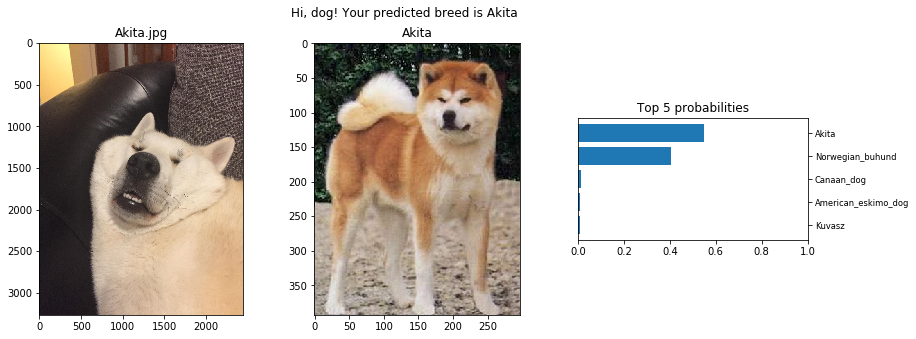 Hi, dog! Your predicted breed is Akita
Akita.jpg
0
500
1000
1500
2000
2500
3000
0 500 1000 1500 2000
Akita
0
50
100
150
200
250
300
350
0 50 100 150 200 250
Top 5 probabilities
Akita
Norwegian_buhund
Canaan_dog
American_eskimo_dog
Kuvasz
0.0 0.2 0.4 0.6 0.8 1.0